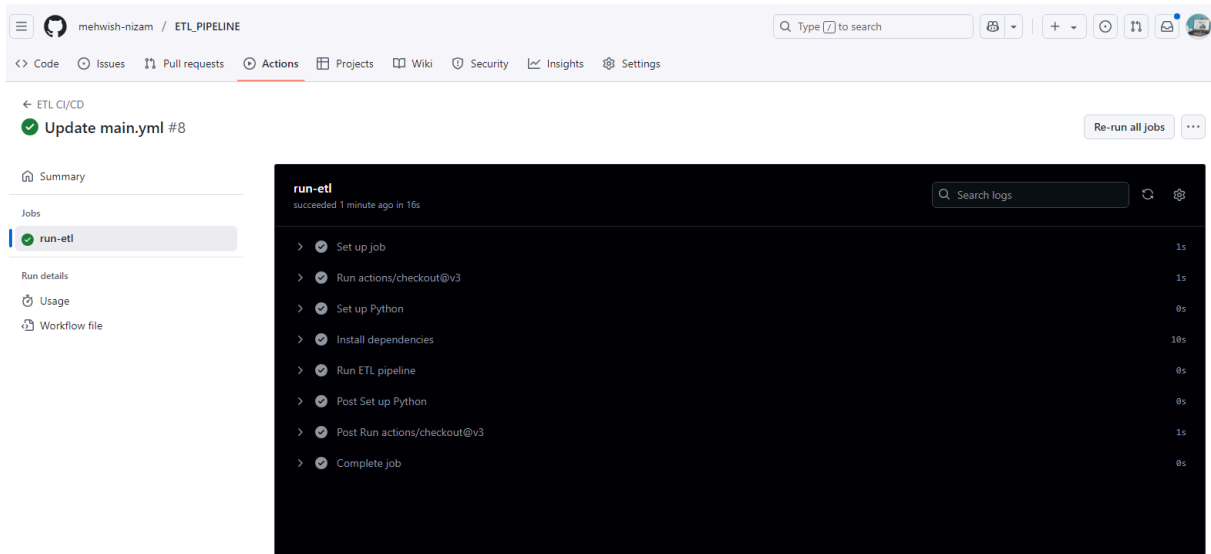 mehwish-nizam / ETL_PIPELINE
Type / to search
<> Code Issues Pull requests Actions Projects Wiki Security Insights Settings
← ETL CI/CD
Update main.yml #8
Re-run all jobs
Summary
Jobs
run-etl
Run details
Usage
Workflow file
run-etl
succeeded 1 minute ago in 16s
Search logs
Set up job 1s
Run actions/checkout@v3 1s
Set up Python 0s
Install dependencies 10s
Run ETL pipeline 0s
Post Set up Python 0s
Post Run actions/checkout@v3 1s
Complete job 0s